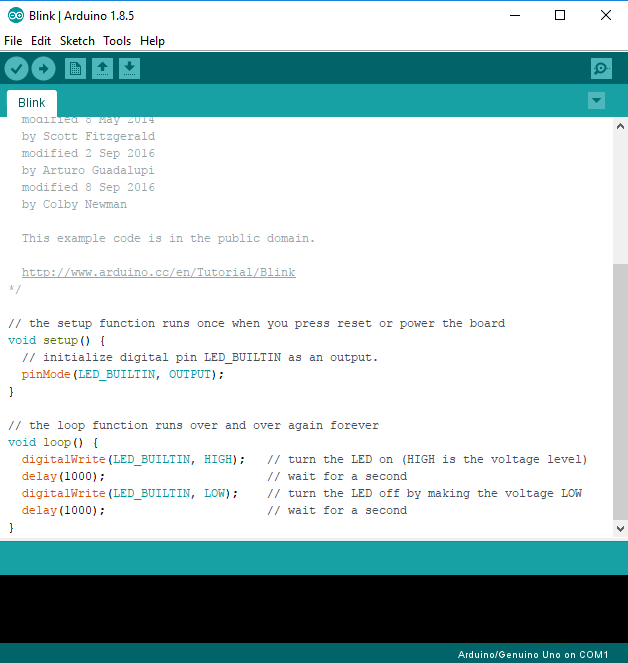 Blink | Arduino 1.8.5
File Edit Sketch Tools Help
Blink
modified 8 May 2014
by Scott Fitzgerald
modified 2 Sep 2016
by Arturo Guadalupi
modified 8 Sep 2016
by Colby Newman
This example code is in the public domain.
http://www.arduino.cc/en/Tutorial/Blink
*/
// the setup function runs once when you press reset or power the board
void setup() {
// initialize digital pin LED_BUILTIN as an output.
pinMode(LED_BUILTIN, OUTPUT);
}
// the loop function runs over and over again forever
void loop() {
digitalWrite(LED_BUILTIN, HIGH);   // turn the LED on (HIGH is the voltage level)
delay(1000);                       // wait for a second
digitalWrite(LED_BUILTIN, LOW);    // turn the LED off by making the voltage LOW
delay(1000);                       // wait for a second
}
Arduino/Genuino Uno on COM1